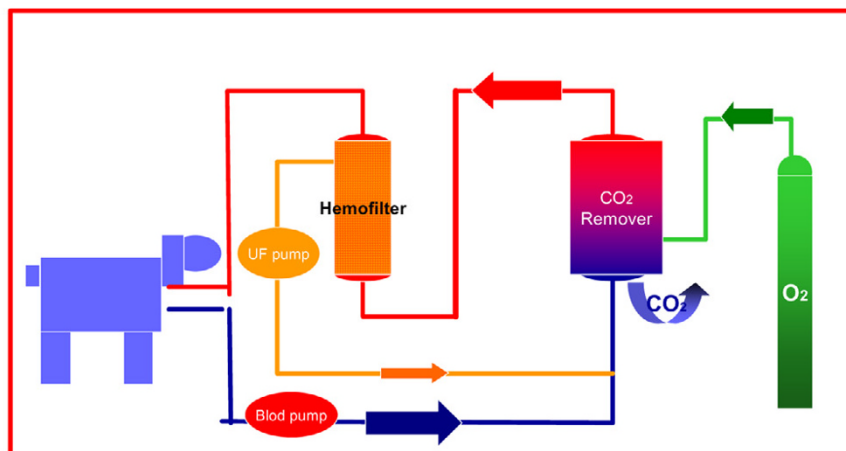 Hemofilter
UF pump
CO₂
Remover
CO₂
O₂
Blod pump